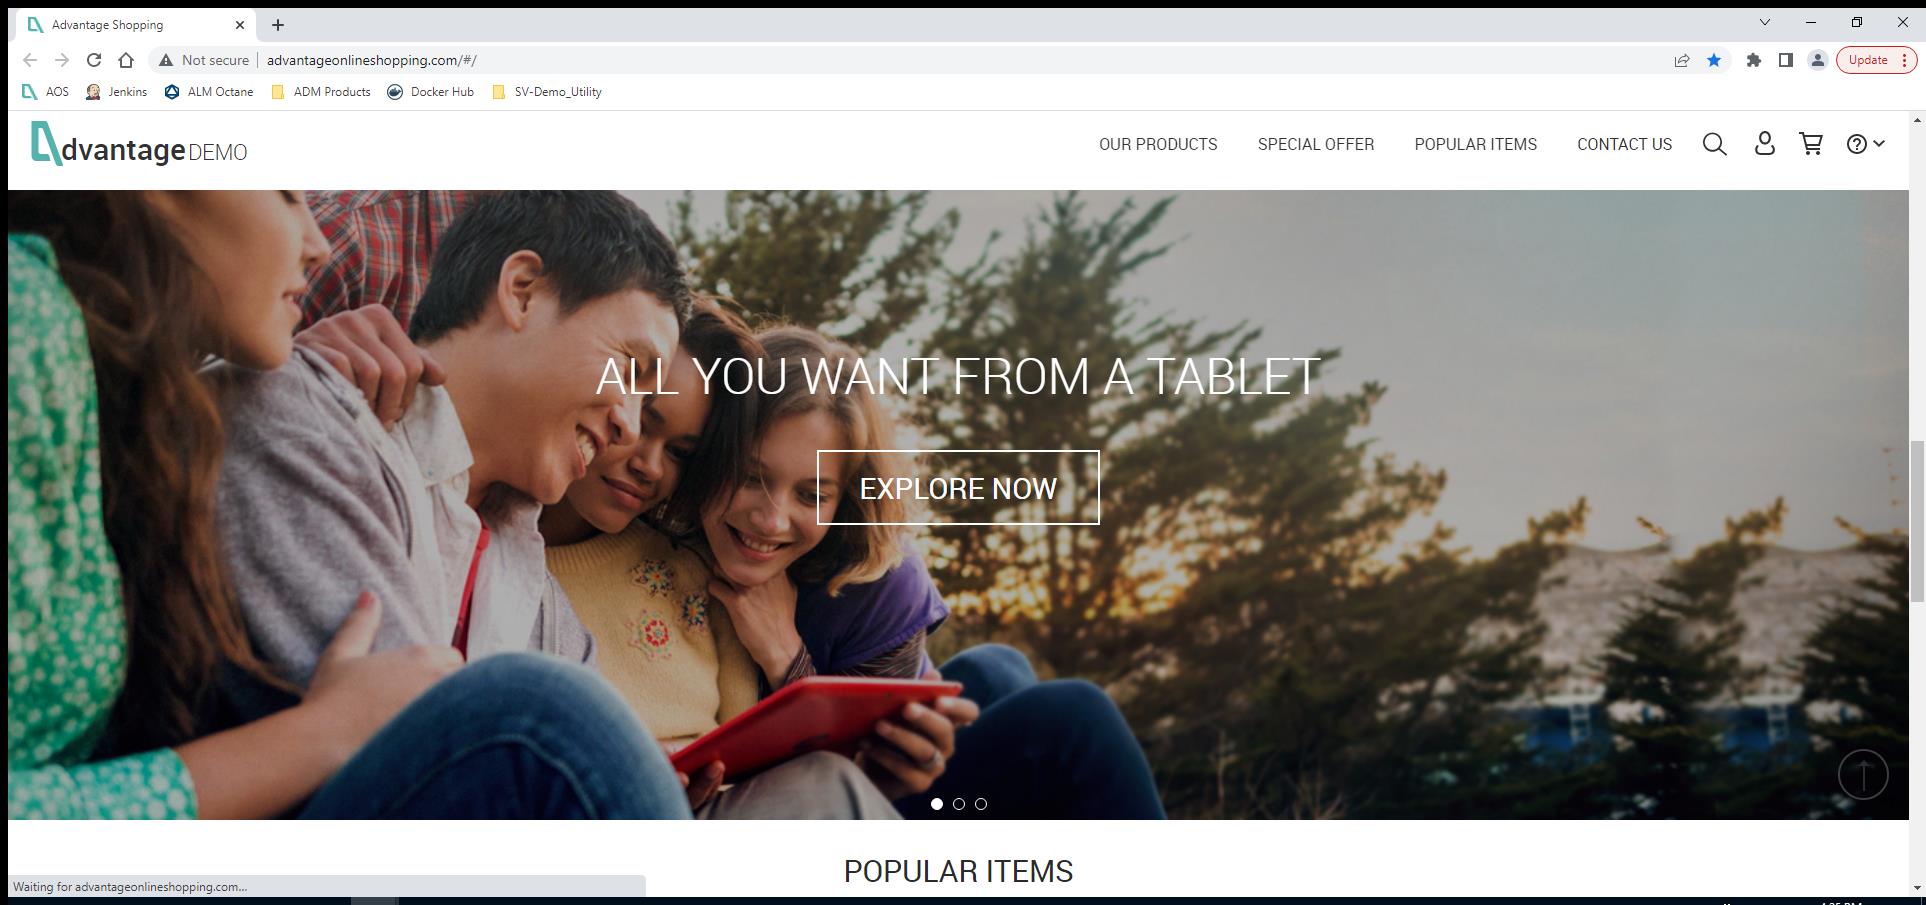 Advantage Shopping
Not secure
advantageonlineshopping.com/#/
Update
AOS
Jenkins
ALM Octane
ADM Products
Docker Hub
SV-Demo_Utility
dvantage DEMO
OUR PRODUCTS
SPECIAL OFFER
POPULAR ITEMS
CONTACT US
ALL YOU WANT FROM A TABLET
EXPLORE NOW
POPULAR ITEMS
Waiting for advantageonlineshopping.com...